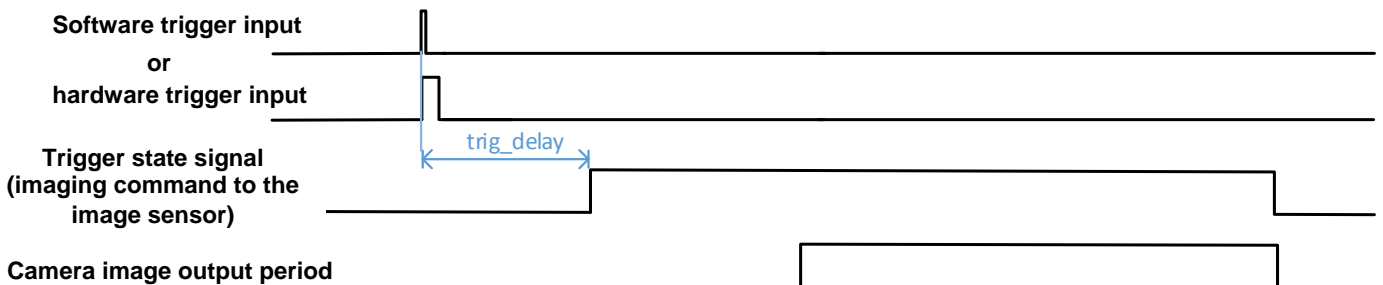 Software trigger input
or
hardware trigger input
trig_delay
Trigger state signal
(imaging command to the
image sensor)
Camera image output period